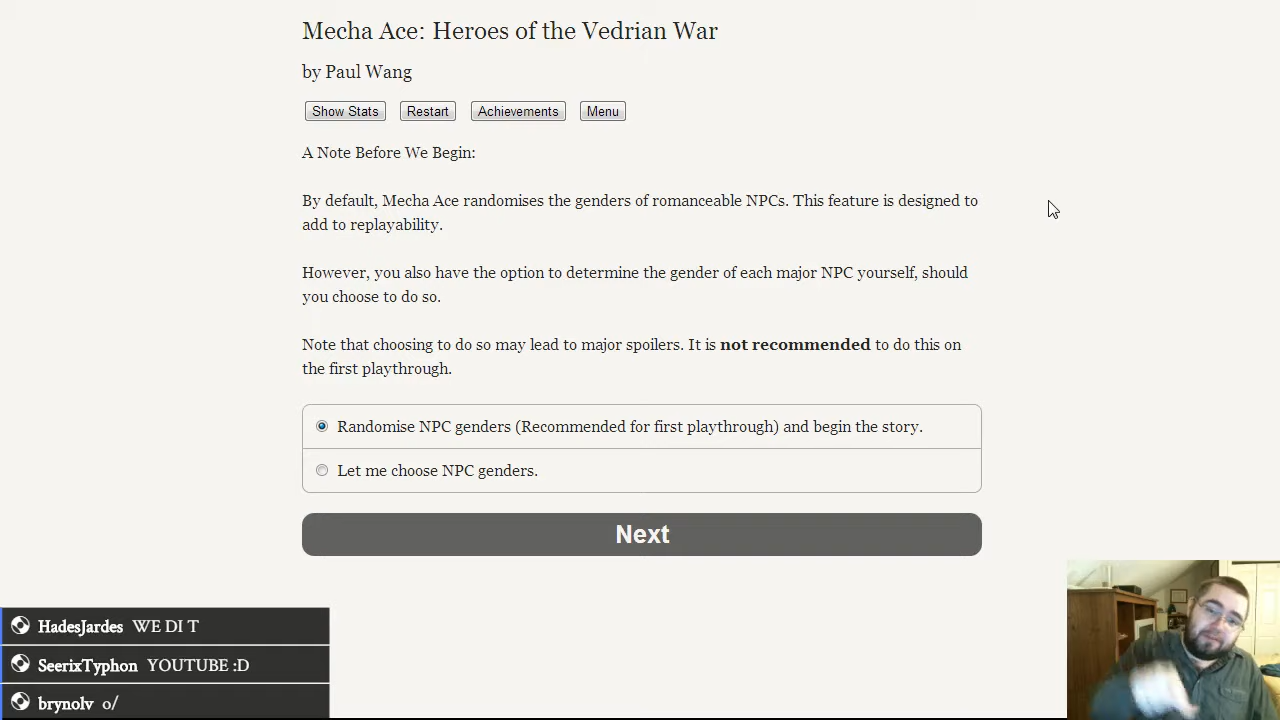 Mecha Ace: Heroes of the Vedrian War
by Paul Wang
Show Stats Restart Achievements Menu
A Note Before We Begin:
By default, Mecha Ace randomises the genders of romanceable NPCs. This feature is designed to
add to replayability.
However, you also have the option to determine the gender of each major NPC yourself, should
you choose to do so.
Note that choosing to do so may lead to major spoilers. It is not recommended to do this on
the first playthrough.
Randomise NPC genders (Recommended for first playthrough) and begin the story.
Let me choose NPC genders.
Next
HadesJardes WE DI T
SeerixTyphon YOUTUBE :D
brynolv o/